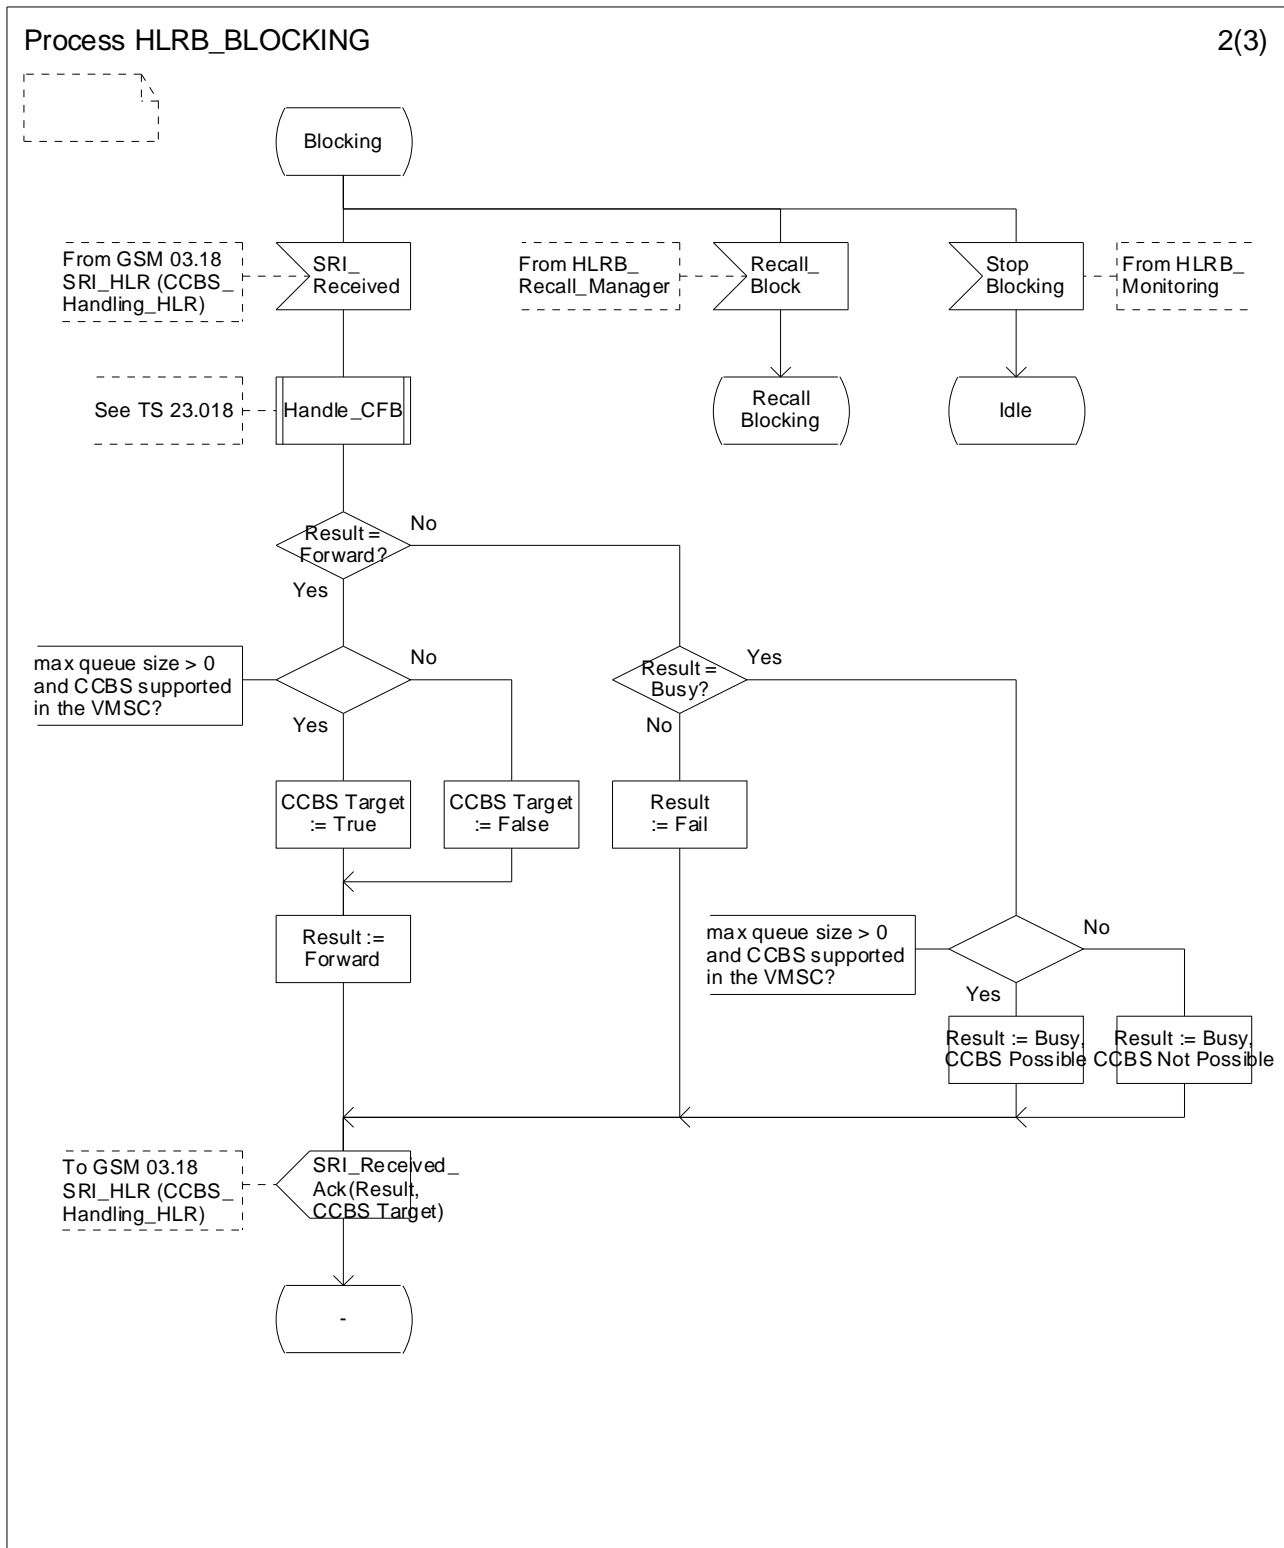 Process HLRB_BLOCKING
2(3)
Blocking
From GSM 03.18
SRI_HLR (CCBS_
Handling_HLR)
SRI_
Received
From HLRB_
Recall_Manager
Recall_
Block
Stop
Blocking
From HLRB_
Monitoring
See TS 23.018
Handle_CFB
Recall
Blocking
Idle
Result =
Forward?
No
Yes
max queue size > 0
and CCBS supported
in the VMSC?
No
Yes
Result =
Busy?
Yes
No
CCBS Target
:= True
CCBS Target
:= False
Result
:= Fail
Result :=
Forward
max queue size > 0
and CCBS supported
in the VMSC?
No
Yes
Result := Busy,
CCBS Possible
Result := Busy,
CCBS Not Possible
To GSM 03.18
SRI_HLR (CCBS_
Handling_HLR)
SRI_Received_
Ack(Result,
CCBS Target)
-